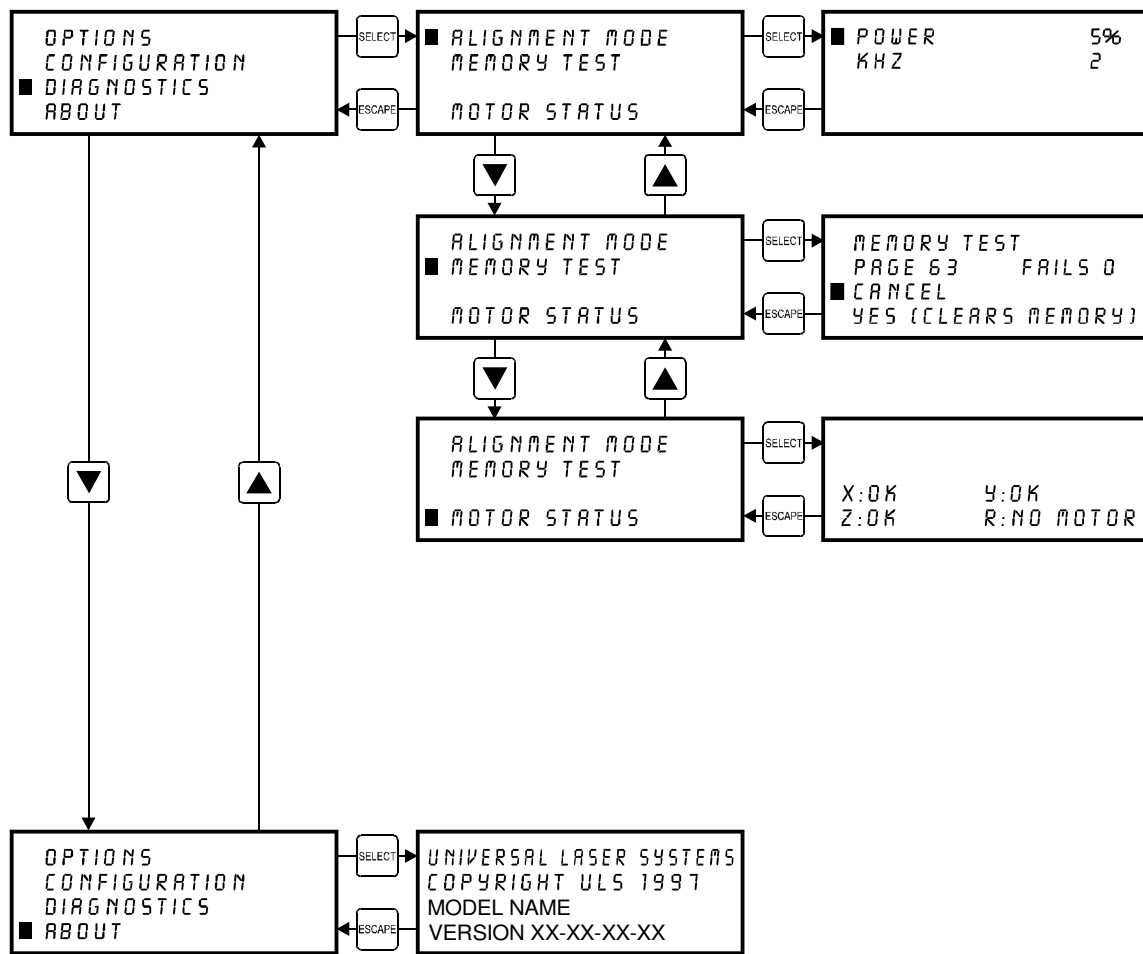 OPTIONS
CONFIGURATION
DIAGNOSTICS
ABOUT
SELECT
ESCAPE
ALIGNMENT MODE
MEMORY TEST
MOTOR STATUS
SELECT
ESCAPE
POWER 5%
KHZ 2
ALIGNMENT MODE
MEMORY TEST
MOTOR STATUS
SELECT
ESCAPE
MEMORY TEST
PAGE 63 FAILS 0
CANCEL
YES (CLEARS MEMORY)
ALIGNMENT MODE
MEMORY TEST
MOTOR STATUS
SELECT
ESCAPE
X:OK Y:OK
Z:OK R:NO MOTOR
OPTIONS
CONFIGURATION
DIAGNOSTICS
ABOUT
SELECT
ESCAPE
UNIVERSAL LASER SYSTEMS
COPYRIGHT ULS 1997
MODEL NAME
VERSION XX-XX-XX-XX